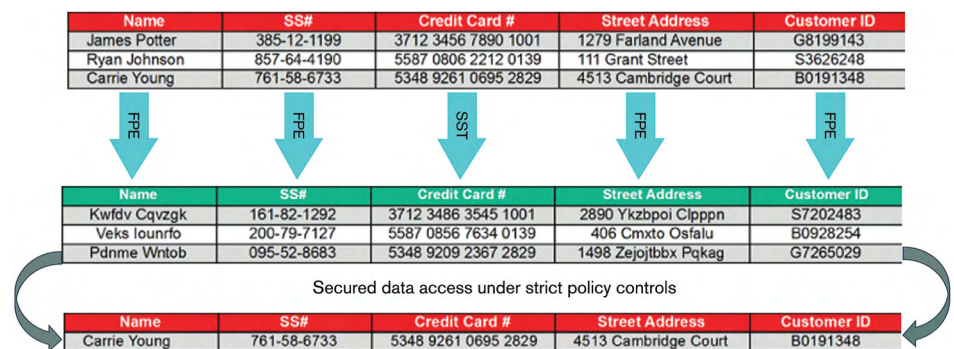 Name SS# Credit Card # Street Address Customer ID
James Potter 385-12-1199 3712 3456 7890 1001 1279 Farland Avenue G8199143
Ryan Johnson 857-64-4190 5587 0806 2212 0139 111 Grant Street S3626248
Carrie Young 761-58-6733 5348 9261 0695 2829 4513 Cambridge Court B0191348
FPE FPE SST FPE FPE
Name SS# Credit Card # Street Address Customer ID
Kwfdv Cqvzgk 161-82-1292 3712 3486 3545 1001 2890 Ykzbpoi Clpppn S7202483
Veks Iounrfo 200-79-7127 5587 0856 7634 0139 406 Cmxto Osfalu B0928254
Pdnme Wntob 095-52-8683 5348 9209 2367 2829 1498 Zejojtbbx Pqkag G7265029
Secured data access under strict policy controls
Name SS# Credit Card # Street Address Customer ID
Carrie Young 761-58-6733 5348 9261 0695 2829 4513 Cambridge Court B0191348